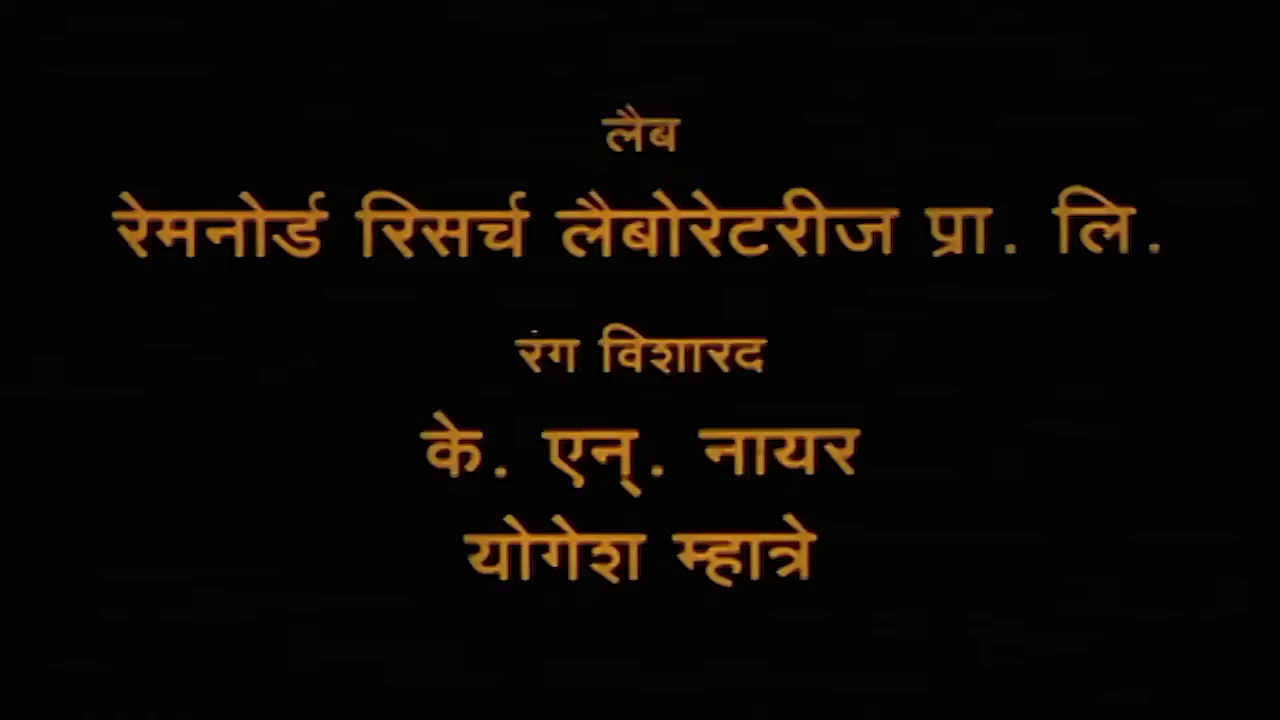 लैब
रेमनोर्ड रिसर्च लैबोरेटरीज प्रा. लि.
रंग विशारद
के. एन्. नायर
योगेश म्हात्रे